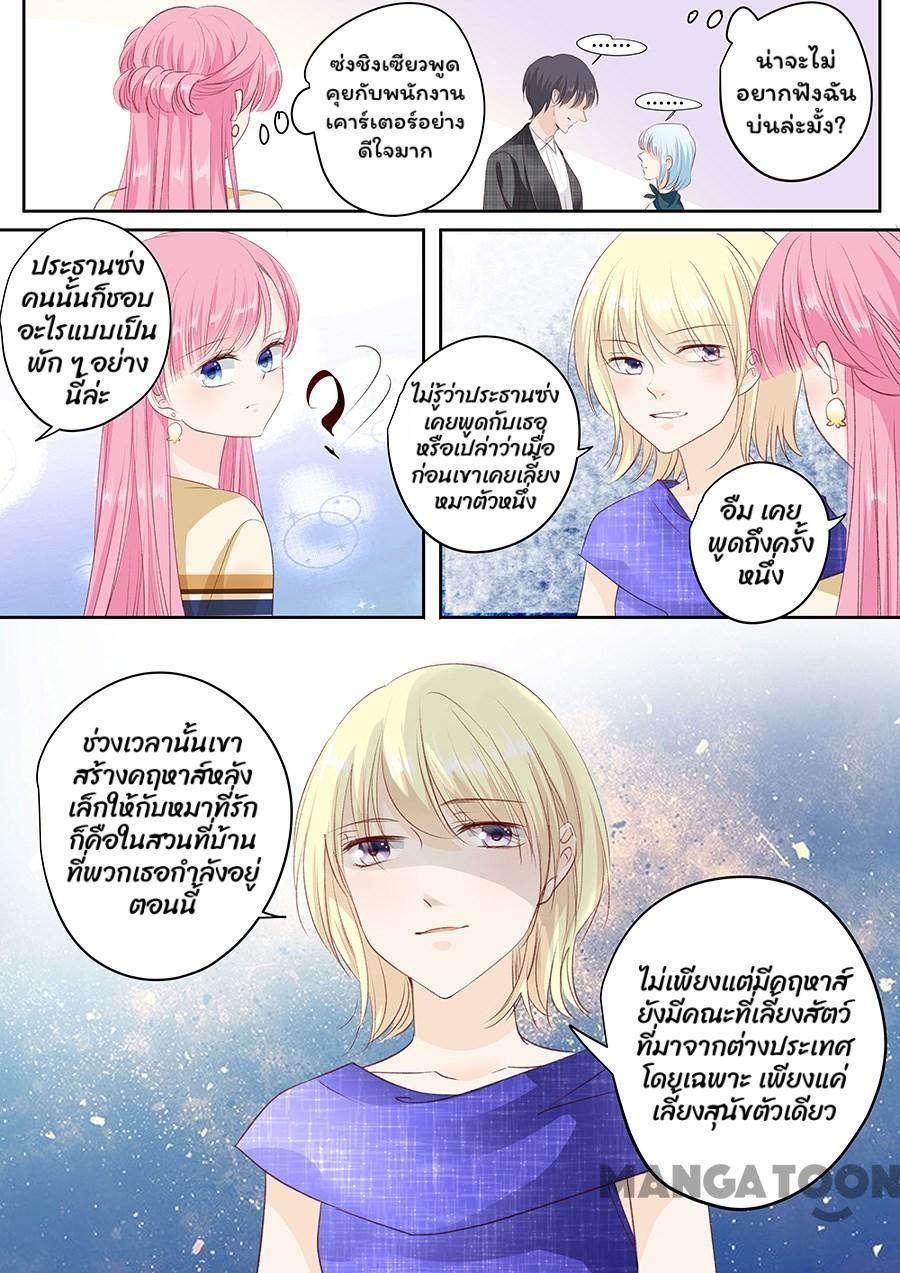 ซ่งชิงเซียวพูด
คุยกับพนักงาน
เคาร์เตอร์อย่าง
ดีใจมาก
......
......
น่าจะไม่
อยากฟังฉัน
บ่นล่ะมั้ง?
ประธานซ่ง
คนนั้นก็ชอบ
อะไรแบบเป็น
พัก ๆ อย่าง
นี้ล่ะ
?
ไม่รู้ว่าประธานซ่ง
เคยพูดกับเธอ
หรือเปล่าว่าเมื่อ
ก่อนเขาเคยเลี้ยง
หมาตัวหนึ่ง
อืม เคย
พูดถึงครั้ง
หนึ่ง
ช่วงเวลานั้นเขา
สร้างคฤหาส์หลัง
เล็กให้กับหมาที่รัก
ก็คือในสวนที่บ้าน
ที่พวกเธอกำลังอยู่
ตอนนี้
ไม่เพียงแต่มีคฤหาส์
ยังมีคณะที่เลี้ยงสัตว์
ที่มาจากต่างประเทศ
โดยเฉพาะ เพียงแค่
เลี้ยงสุนัขตัวเดียว
MANGATOON